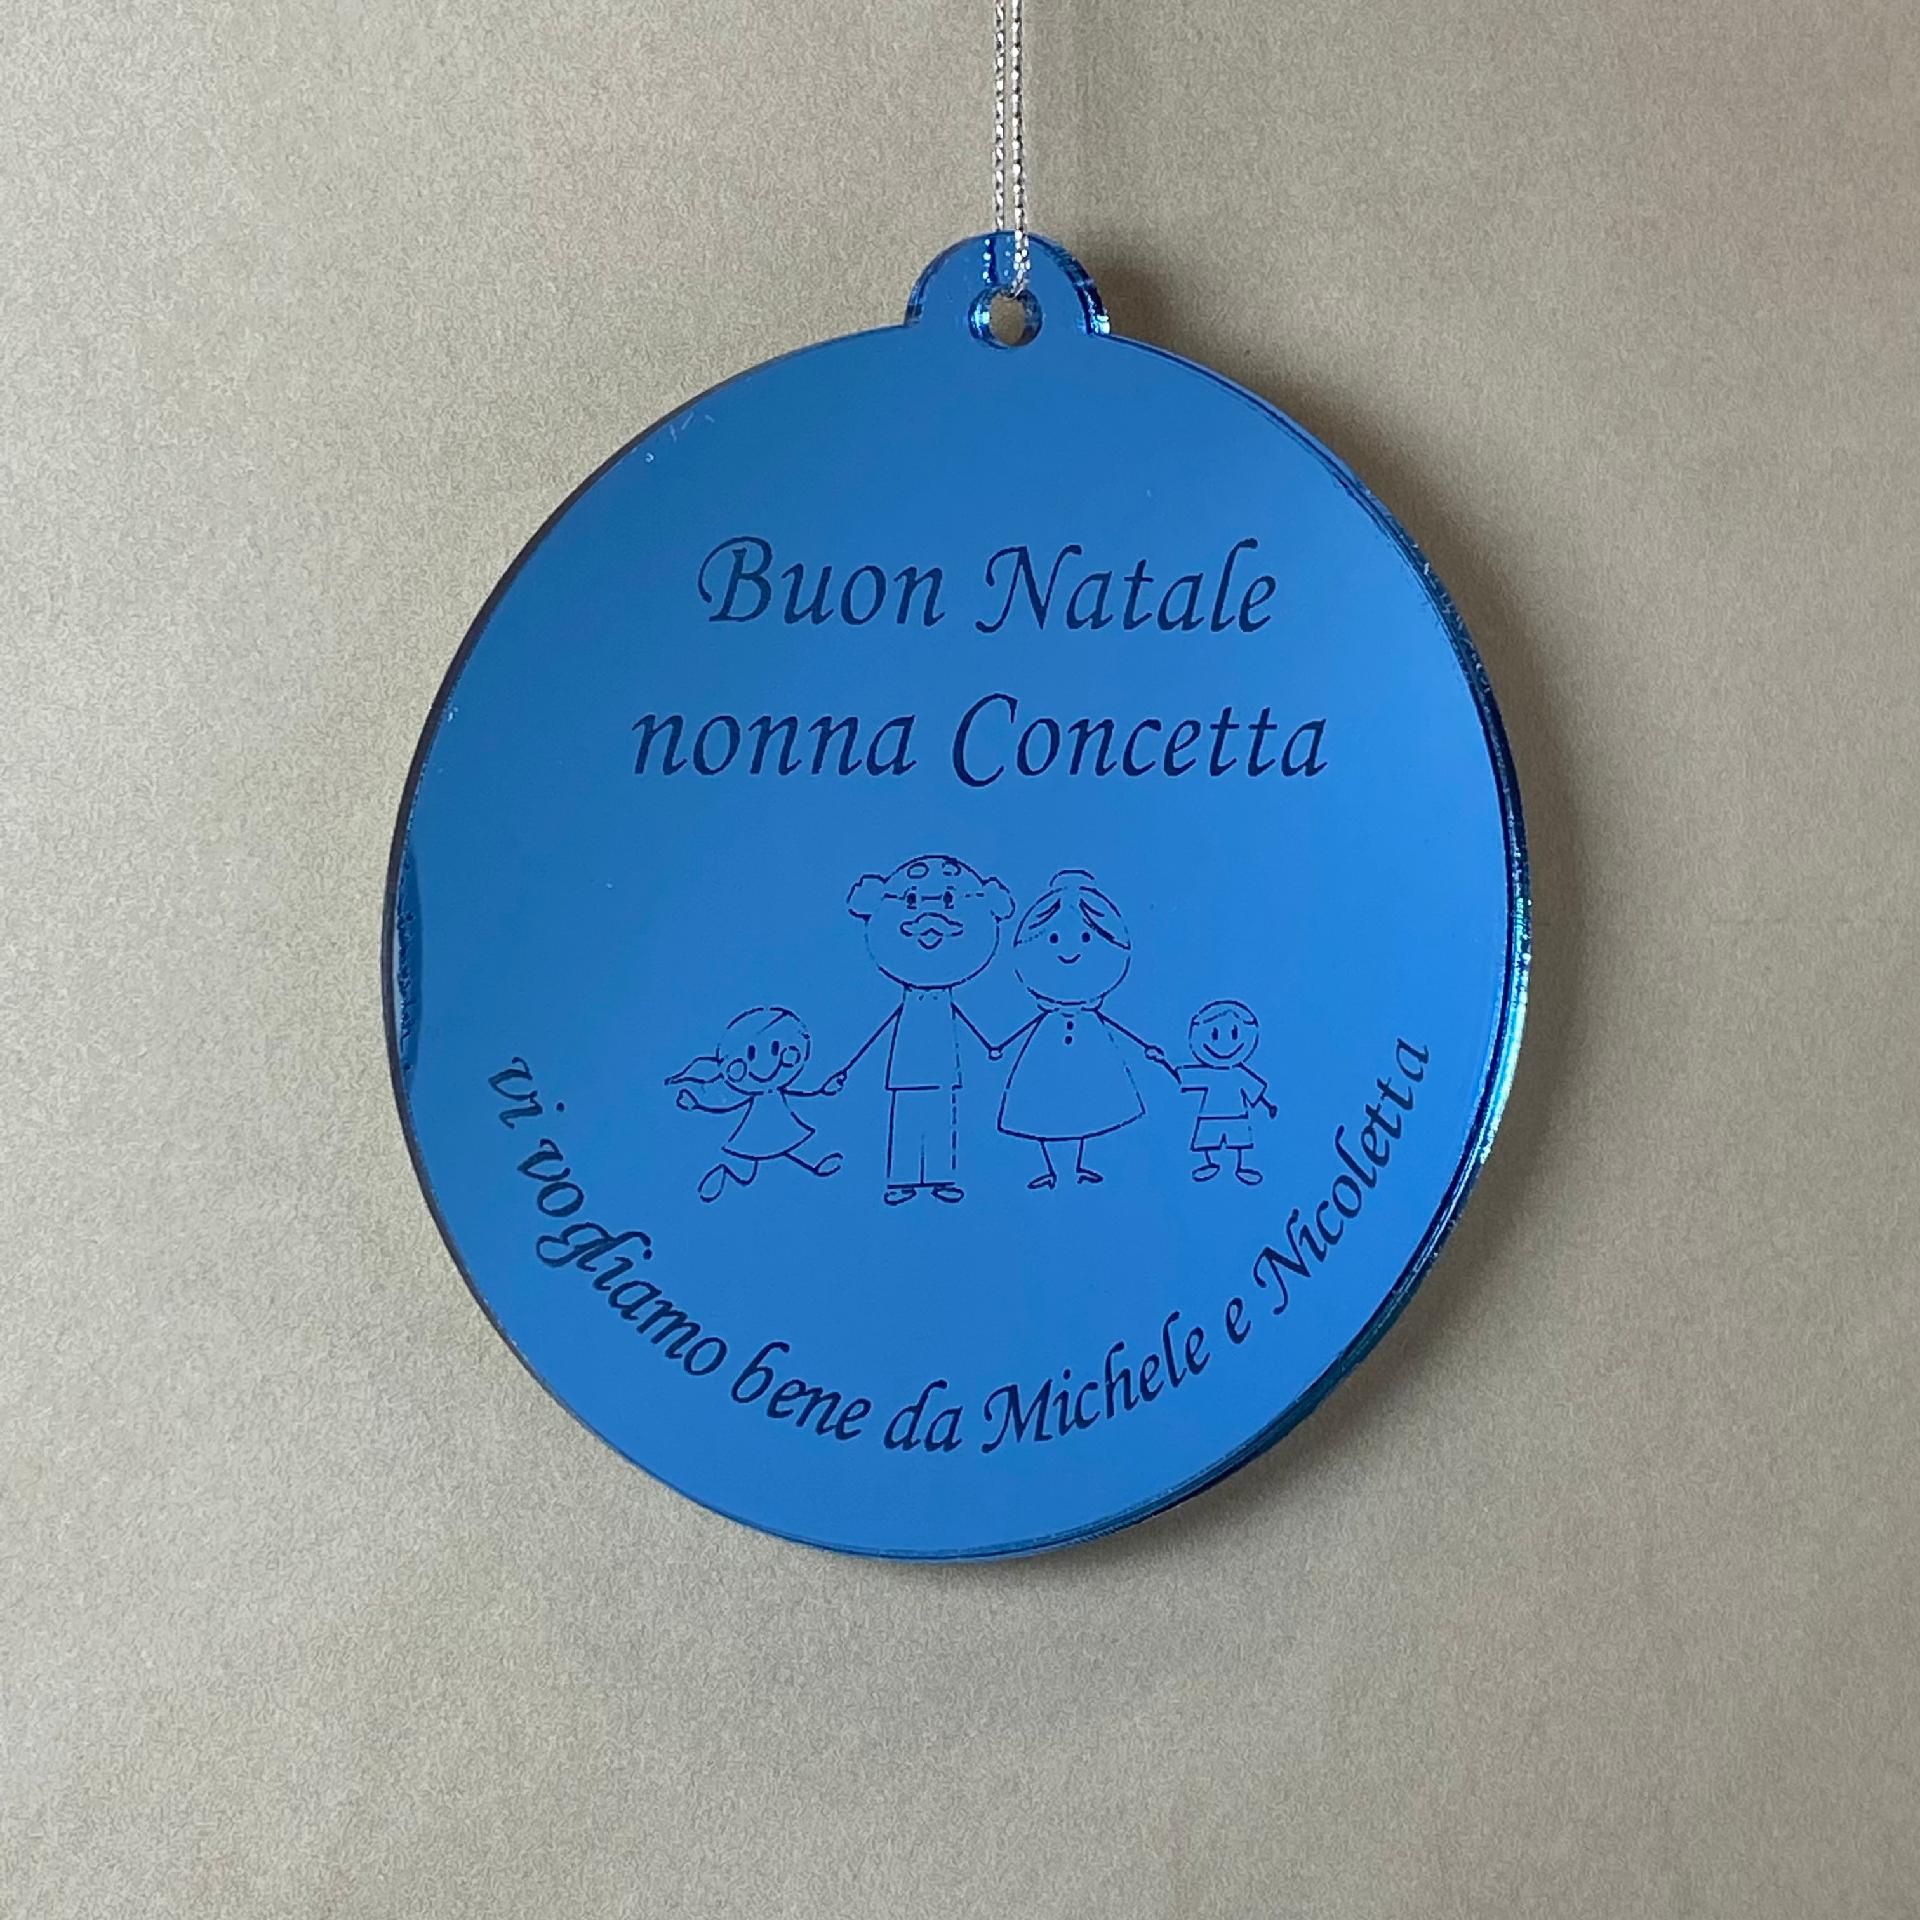 Buon Natale
nonna Concetta
vi vogliamo bene da Michele e Nicoletta